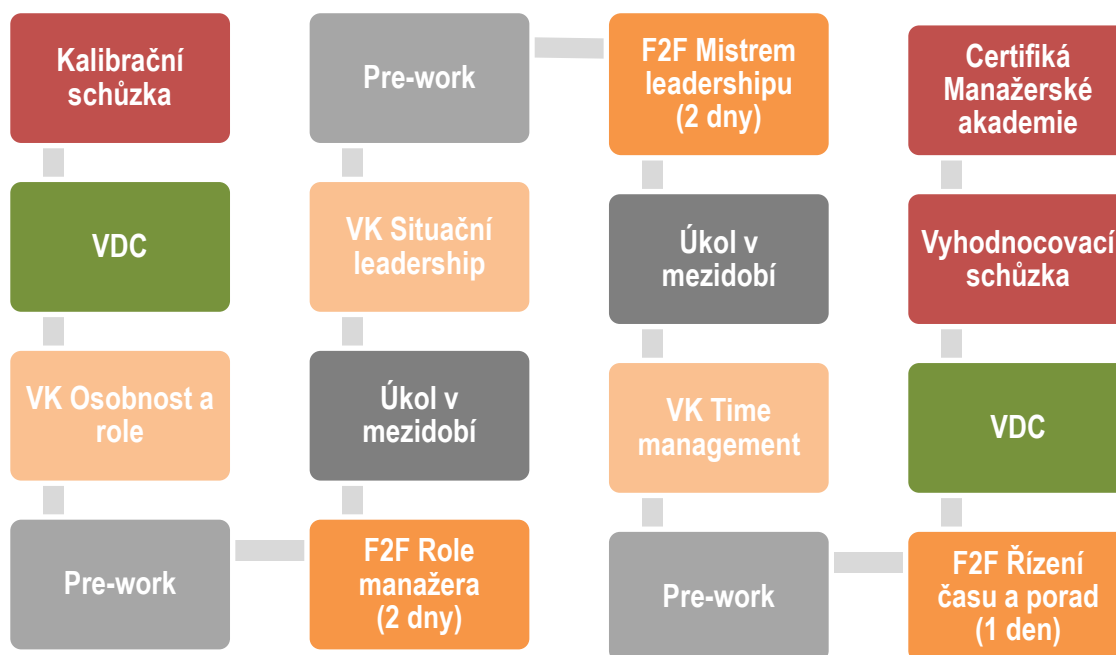 Kalibrační
schůzka
VDC
VK Osobnost a
role
Pre-work
F2F Role
manažera
(2 dny)
Úkol v
mezidobí
VK Situační
leadership
Pre-work
F2F Mistrem
leadershipu
(2 dny)
Úkol v
mezidobí
VK Time
management
Pre-work
F2F Řízení
času a porad
(1 den)
VDC
Vyhodnocovací
schůzka
Certifiká
Manažerské
akademie